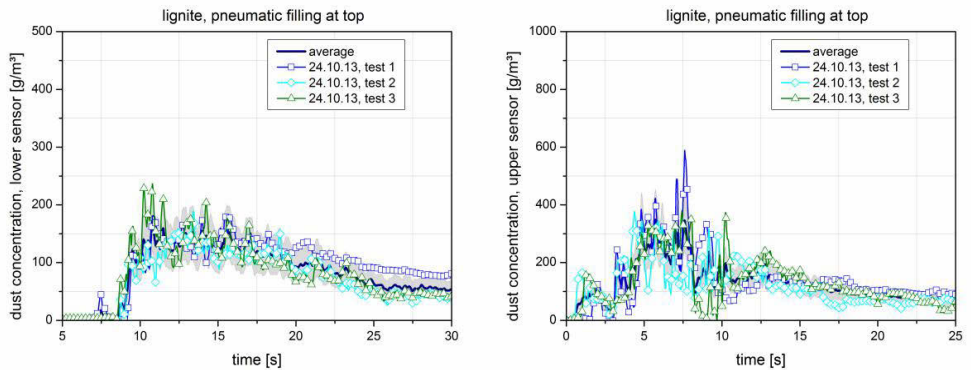 lignite, pneumatic filling at top
dust concentration, lower sensor [g/m³]
500
400
300
200
100
0
average
24.10.13, test 1
24.10.13, test 2
24.10.13, test 3
5 10 15 20 25 30
time [s]
lignite, pneumatic filling at top
dust concentration, upper sensor [g/m³]
1000
800
600
400
200
0
average
24.10.13, test 1
24.10.13, test 2
24.10.13, test 3
0 5 10 15 20 25
time [s]